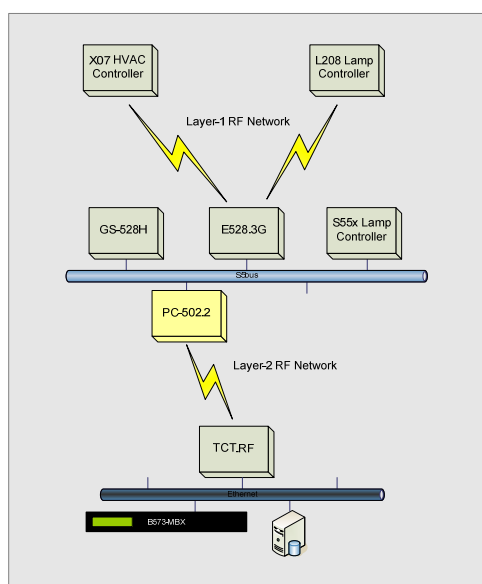 X07 HVAC
Controller
L208 Lamp
Controller
Layer-1 RF Network
GS-528H
E528.3G
S55x Lamp
Controller
S5bus
PC-502.2
Layer-2 RF Network
TCT-RF
Ethernet
B573-MBX